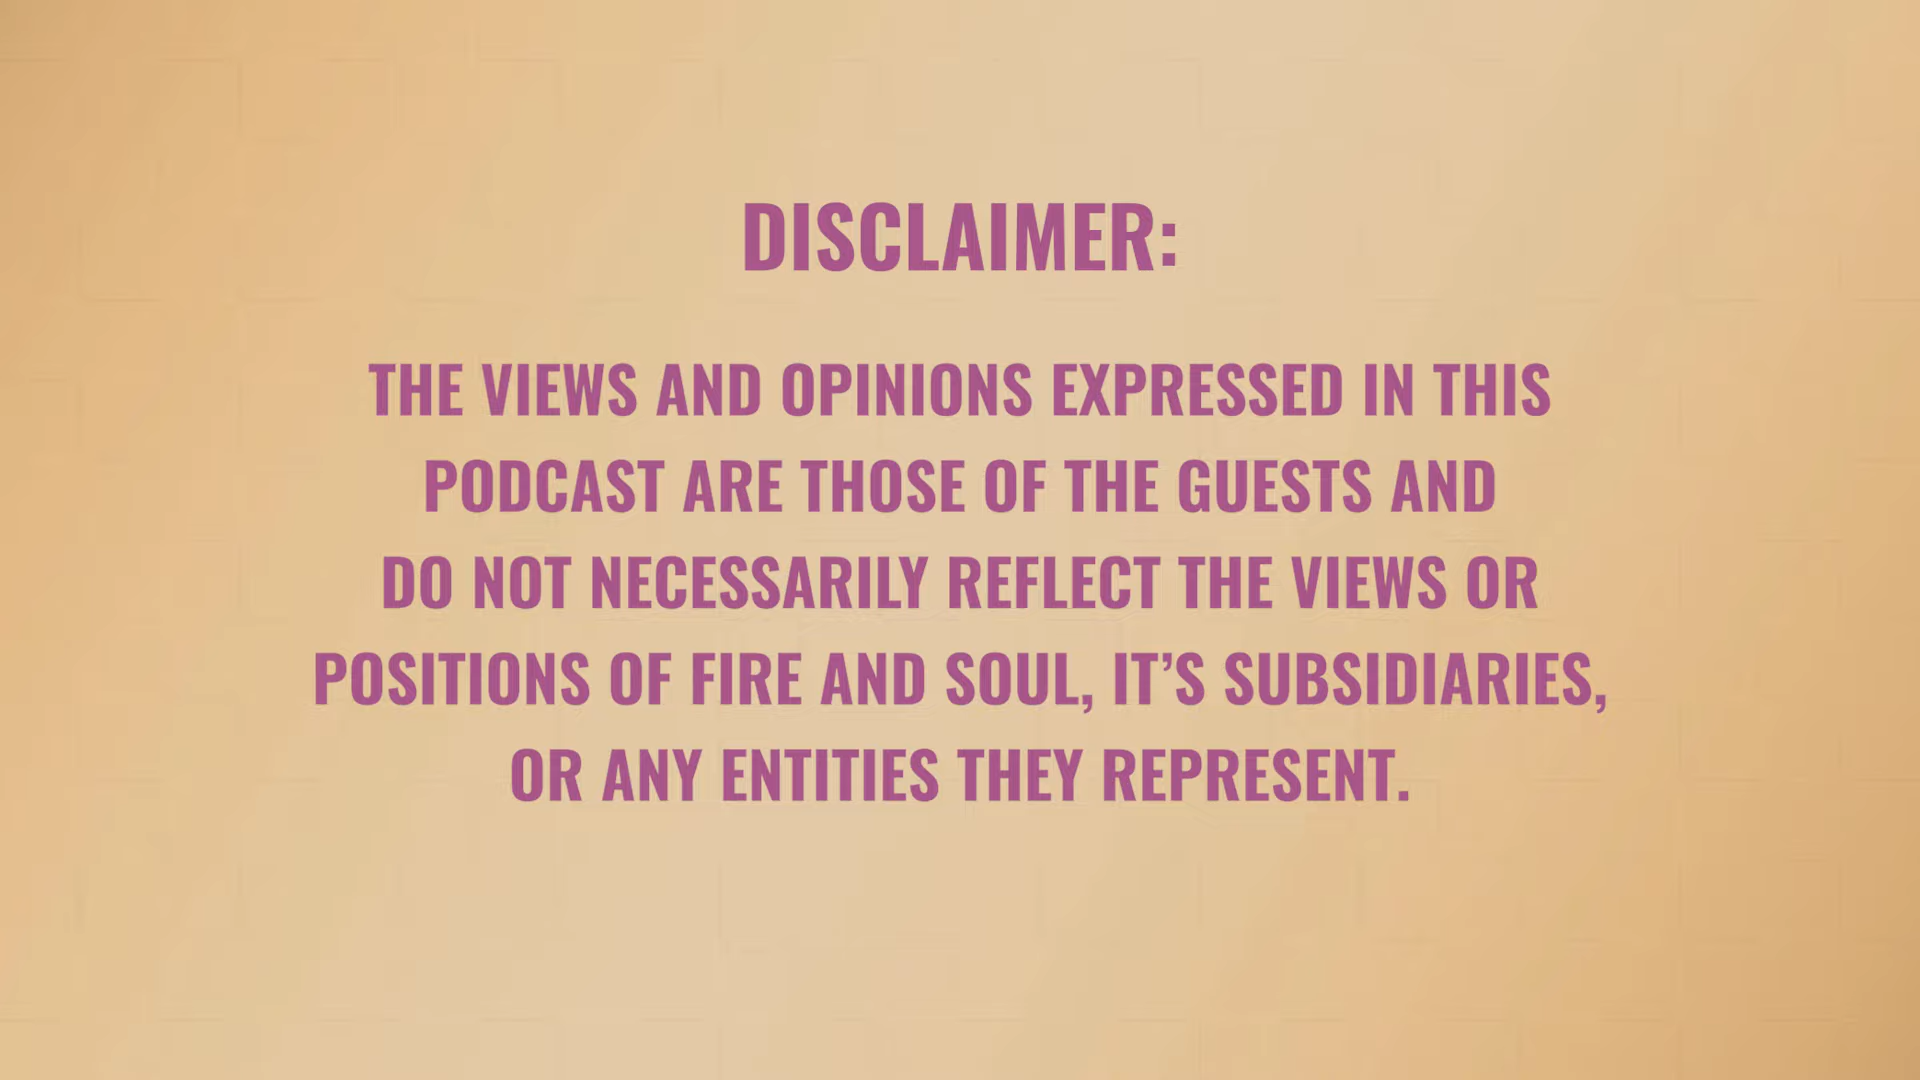 DISCLAIMER:
THE VIEWS AND OPINIONS EXPRESSED IN THIS
PODCAST ARE THOSE OF THE GUESTS AND
DO NOT NECESSARILY REFLECT THE VIEWS OR
POSITIONS OF FIRE AND SOUL, IT’S SUBSIDIARIES,
OR ANY ENTITIES THEY REPRESENT.